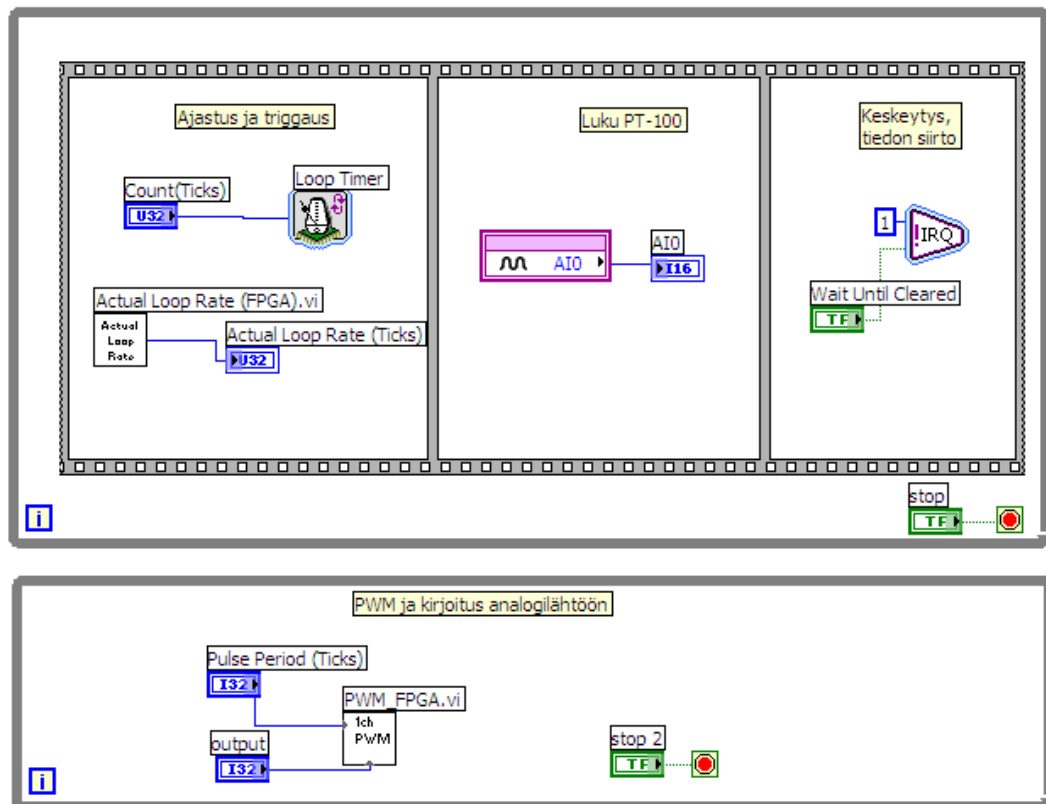 Ajastus ja triggaus
Luku PT-100
Keskeytys,
tiedon siirto
Count(Ticks)
U32
Loop Timer
AI0
AI0
I16
1
!IRQ
Wait Until Cleared
TF
Actual Loop Rate (FPGA).vi
Actual
Loop
Rate
Actual Loop Rate (Ticks)
U32
stop
TF
i
PWM ja kirjoitus analogilähtöön
Pulse Period (Ticks)
I32
PWM_FPGA.vi
1ch
PWM
output
I32
stop 2
TF
i